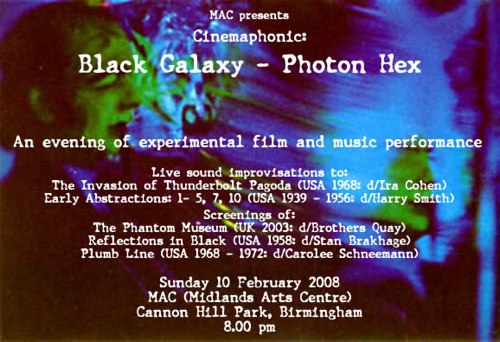 MAC presents
Cinemaphonic:
Black Galaxy - Photon Hex
An evening of experimental film and music performance
Live sound improvisations to:
The Invasion of Thunderbolt Pagoda (USA 1968: d/Ira Cohen)
Early Abstractions: 1- 5, 7, 10 (USA 1939 - 1956: d/Harry Smith)
Screenings of:
The Phantom Museum (UK 2003: d/Brothers Quay)
Reflections in Black (USA 1958: d/Stan Brakhage)
Plumb Line (USA 1968 - 1972: d/Carolee Schneemann)
Sunday 10 February 2008
MAC (Midlands Arts Centre)
Cannon Hill Park, Birmingham
8.00 pm